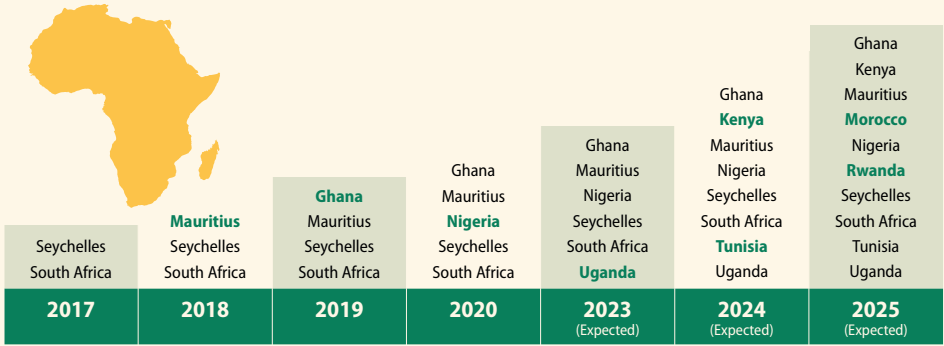 Seychelles
South Africa
2017
Mauritius
Seychelles
South Africa
2018
Ghana
Mauritius
Seychelles
South Africa
2019
Ghana
Mauritius
Nigeria
Seychelles
South Africa
2020
Ghana
Mauritius
Nigeria
Seychelles
South Africa
Uganda
2023
(Expected)
Ghana
Kenya
Mauritius
Nigeria
Seychelles
South Africa
Tunisia
Uganda
2024
(Expected)
Ghana
Kenya
Mauritius
Morocco
Nigeria
Rwanda
Seychelles
South Africa
Tunisia
Uganda
2025
(Expected)